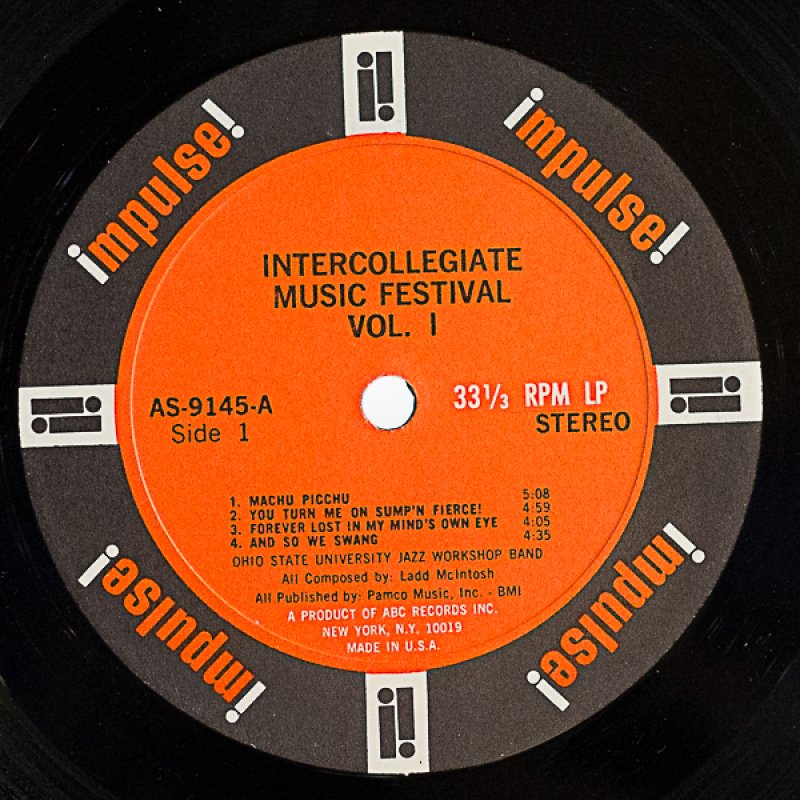 impulse!
impulse!
INTERCOLLEGIATE
MUSIC FESTIVAL
VOL. I
AS-9145-A
Side 1
33 1/3 RPM LP
STEREO
1. MACHU PICCHU 5:08
2. YOU TURN ME ON SUMP'N FIERCE! 4:59
3. FOREVER LOST IN MY MIND'S OWN EYE 4:05
4. AND SO WE SWANG 4:35
OHIO STATE UNIVERSITY JAZZ WORKSHOP BAND
All Composed by: Ladd McIntosh
All Published by: Pamco Music, Inc. - BMI
A PRODUCT OF ABC RECORDS INC.
NEW YORK, N.Y. 10019
MADE IN U.S.A.
impulse!
impulse!